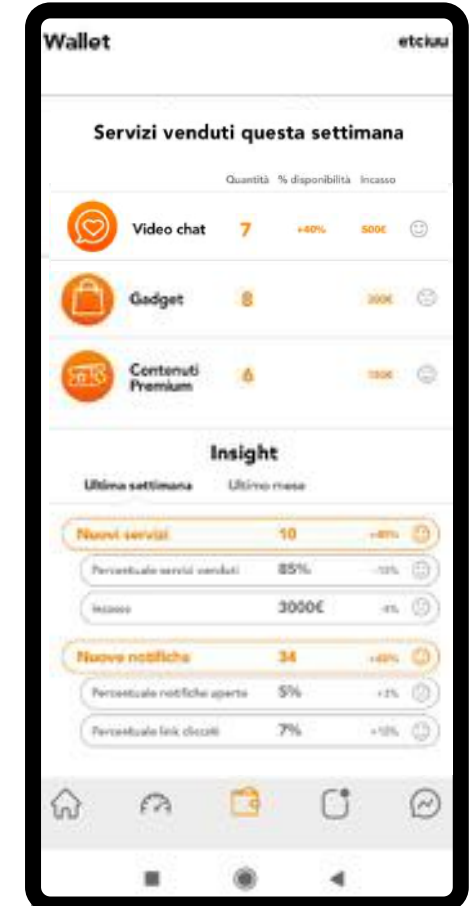 Wallet etciuu
Servizi venduti questa settimana
Quantità % disponibilità Incasso
Video chat 7 +40% 500€
Gadget 8 300€
Contenuti
Premium 6
Insight
Ultima settimana Ultimo mese
Nuovi servizi 10 +40%
Percentuale servizi venduti 85% -10%
Incasso 3000€
Nuove notifiche 34 +40%
Percentuale notifiche aperte 5%
Percentuale link cliccati 7% +10%